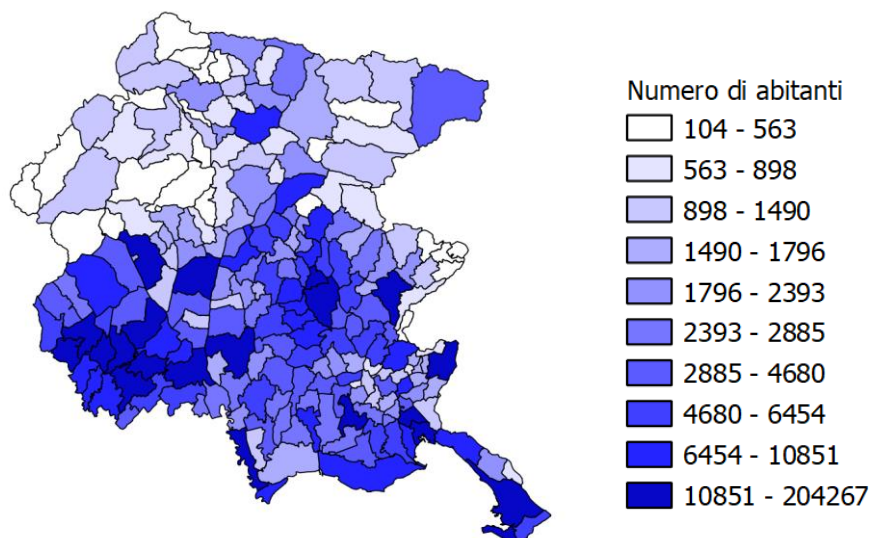 Numero di abitanti
104 - 563
563 - 898
898 - 1490
1490 - 1796
1796 - 2393
2393 - 2885
2885 - 4680
4680 - 6454
6454 - 10851
10851 - 204267